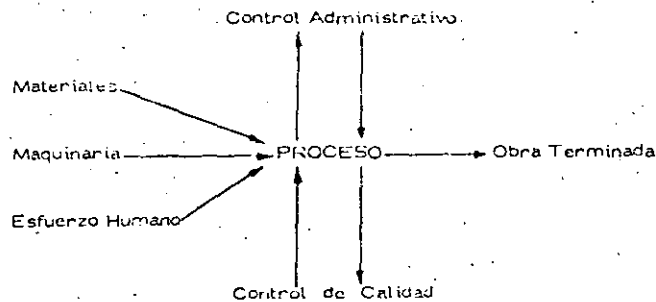 Control Administrativo
Materiales
Maquinaria
PROCESO
Obra Terminada
Esfuerzo Humano
Control de Calidad